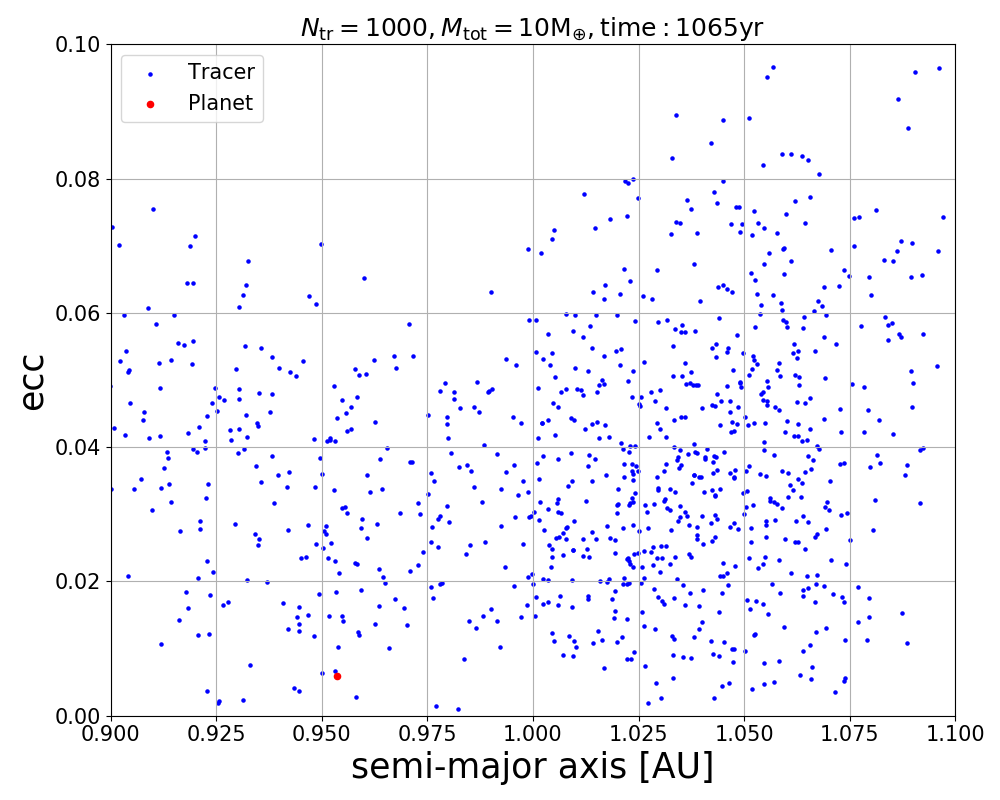 N_tr = 1000, M_tot = 10M_⊕, time : 1065yr
Tracer
Planet
0.10
0.08
0.06
0.04
0.02
0.00
ecc
0.900 0.925 0.950 0.975 1.000 1.025 1.050 1.075 1.100
semi-major axis [AU]